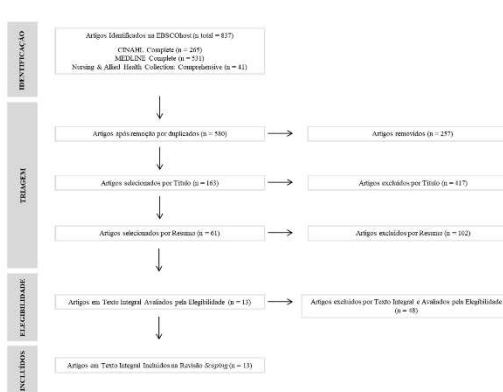 IDENTIFICAÇÃO
Artigos Identificados na EBSCOhost (n total = 837)
CINAHL Complete (n = 265)
MEDLINE Complete (n = 531)
Nursing & Allied Health Collection: Comprehensive (n = 41)
TRIAGEM
Artigos após remoção por duplicados (n = 580)
Artigos removidos (n = 257)
Artigos selecionados por Título (n = 163)
Artigos excluídos por Título (n = 417)
Artigos selecionados por Resumo (n = 61)
Artigos excluídos por Resumo (n = 102)
ELEGIBILIDADE
Artigos em Texto Integral Avaliados pela Elegibilidade (n = 13)
Artigos excluídos por Texto Integral e Avaliados pela Elegibilidade
(n = 48)
INCLUÍDOS
Artigos em Texto Integral Incluídos na Revisão Scoping (n = 13)